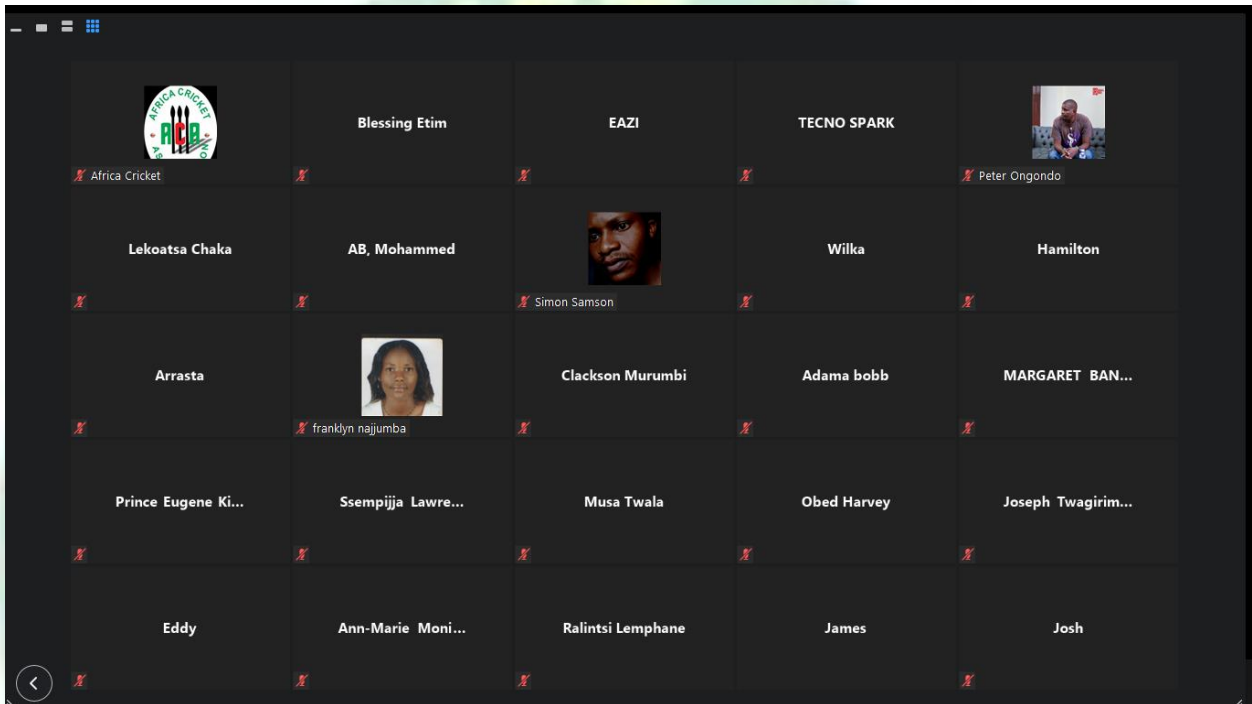 AFRICA CRICKET
ACA
Blessing Etim
EAZI
TECNO SPARK
Africa Cricket
Peter Ongondo
Lekoatsa Chaka
AB, Mohammed
Wilka
Hamilton
Simon Samson
Arrasta
Clackson Murumbi
Adama bobb
MARGARET BAN...
franklyn najjumba
Prince Eugene Ki...
Ssempijja Lawre...
Musa Twala
Obed Harvey
Joseph Twagirim...
Eddy
Ann-Marie Moni...
Ralintsi Lemphane
James
Josh